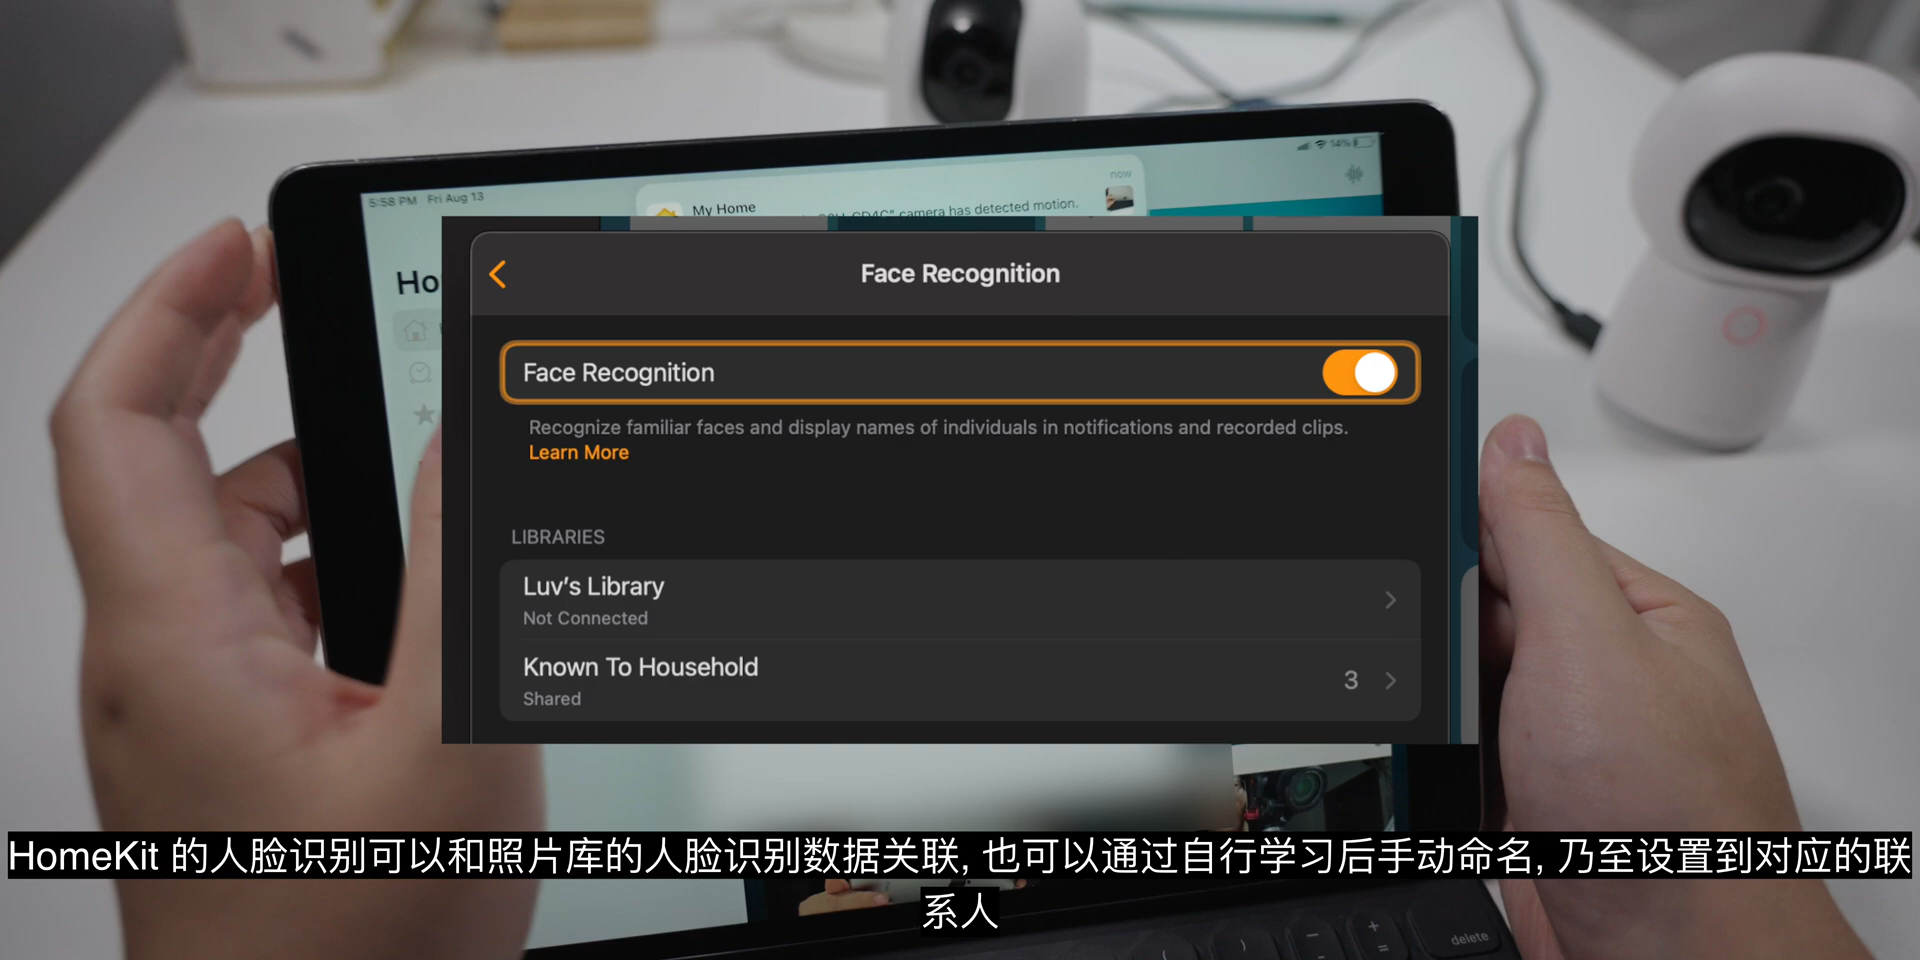 5:58 PM Fri Aug 13
14%
now
My Home
camera has detected motion.
Ho
Face Recognition
Face Recognition
Recognize familiar faces and display names of individuals in notifications and recorded clips.
Learn More
LIBRARIES
Luv’s Library
Not Connected
Known To Household
Shared
3
HomeKit 的人脸识别可以和照片库的人脸识别数据关联, 也可以通过自行学习后手动命名, 乃至设置到对应的联
系人
+
=
delete